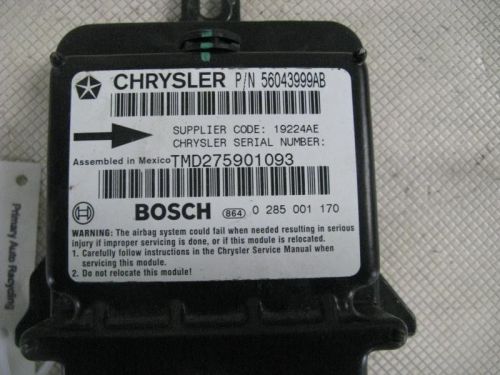 CHRYSLER P/N 56043999AB
SUPPLIER CODE: 19224AE
CHRYSLER SERIAL NUMBER:
Assembled in Mexico TMD275901093
BOSCH 864 0 285 001 170
WARNING: The airbag system could fail when needed resulting in serious
injury if improper servicing is done, or if this module is relocated.
1. Carefully follow instructions in the Chrysler Service Manual when
servicing this module.
2. Do not relocate this module!
Primary Auto Recycling